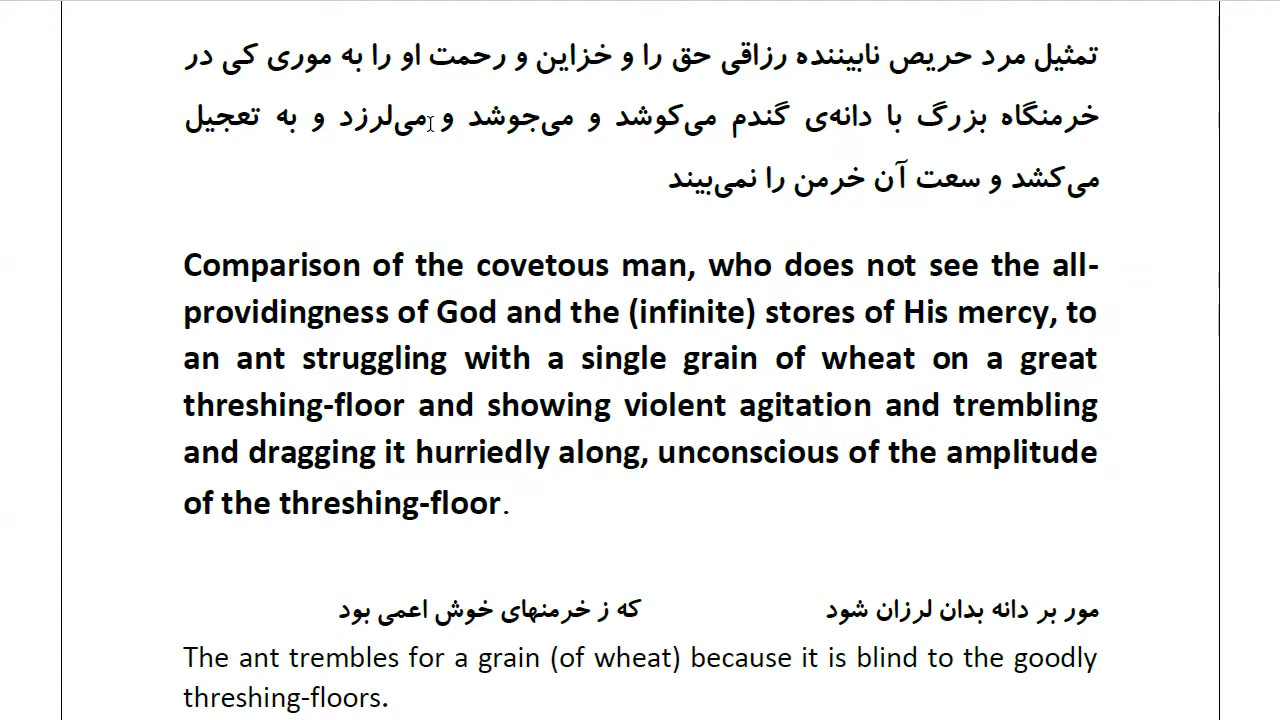 تمثیل مرد حریص نابیننده رزاقی حق را و خزاین و رحمت او را به موری کی در
خرمنگاه بزرگ با دانه‌ی گندم می‌کوشد و می‌جوشد و می‌لرزد و به تعجیل
می‌کشد و سعت آن خرمن را نمی‌بیند
Comparison of the covetous man, who does not see the all-
providingness of God and the (infinite) stores of His mercy, to
an ant struggling with a single grain of wheat on a great
threshing-floor and showing violent agitation and trembling
and dragging it hurriedly along, unconscious of the amplitude
of the threshing-floor.
مور بر دانه بدان لرزان شود که ز خرمنهای خوش اعمی بود
The ant trembles for a grain (of wheat) because it is blind to the goodly
threshing-floors.